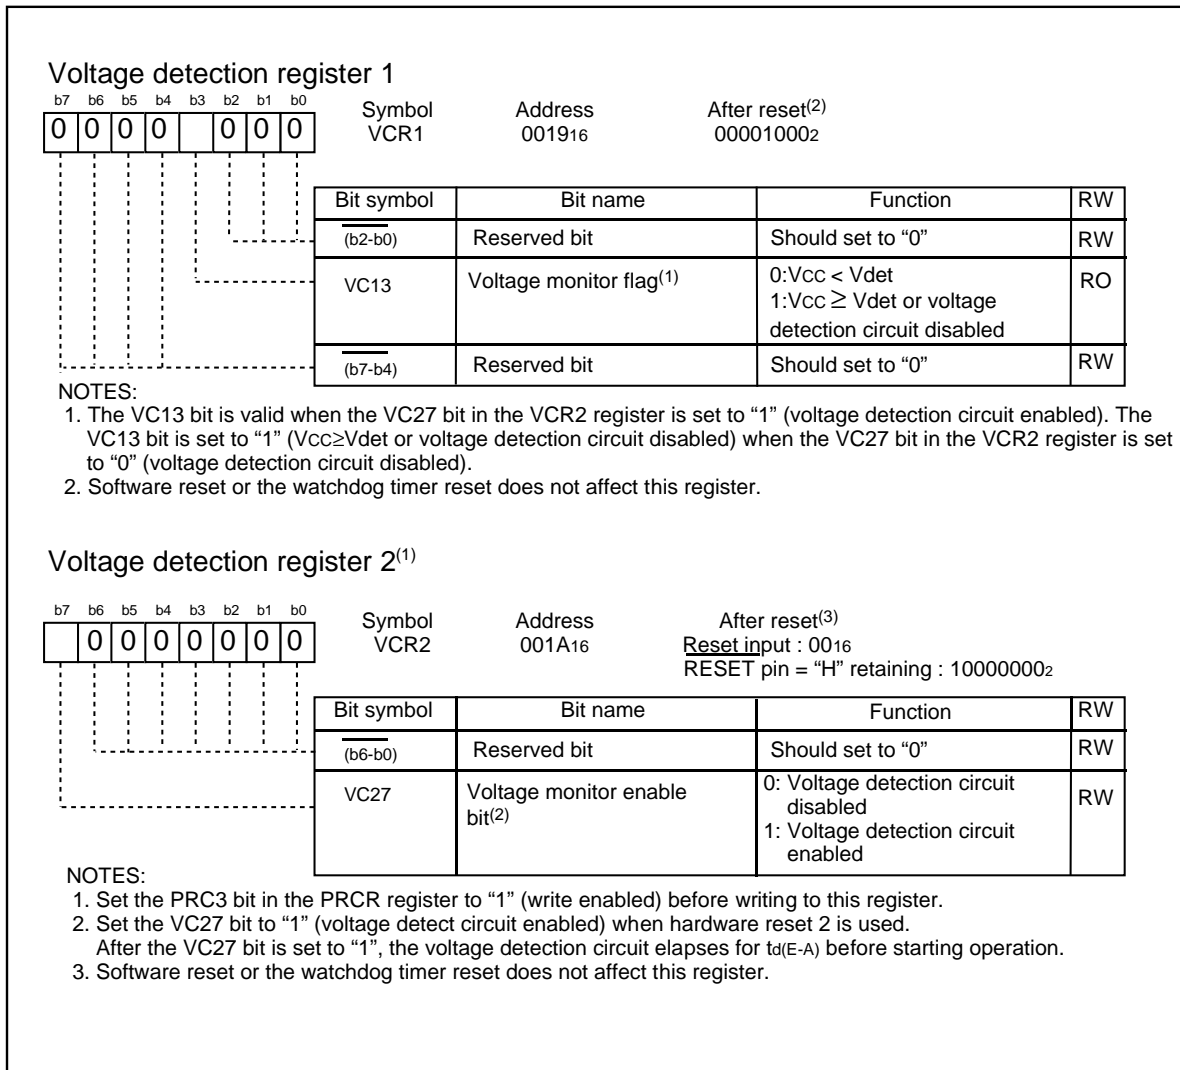 Voltage detection register 1
b7 b6 b5 b4 b3 b2 b1 b0
Symbol Address After reset(2)
0 0 0 0 0 0 0 VCR1 001916 000010002
Bit symbol Bit name Function RW
(b2-b0) Reserved bit Should set to “0” RW
VC13 Voltage monitor flag(1) 0:VCC < Vdet RO
1:VCC ≥ Vdet or voltage
detection circuit disabled
(b7-b4) Reserved bit Should set to “0” RW
NOTES:
1. The VC13 bit is valid when the VC27 bit in the VCR2 register is set to “1” (voltage detection circuit enabled). The
VC13 bit is set to “1” (VCC≥Vdet or voltage detection circuit disabled) when the VC27 bit in the VCR2 register is set
to “0” (voltage detection circuit disabled).
2. Software reset or the watchdog timer reset does not affect this register.
Voltage detection register 2(1)
b7 b6 b5 b4 b3 b2 b1 b0
Symbol Address After reset(3)
0 0 0 0 0 0 0 VCR2 001A16 Reset input : 0016
RESET pin = “H” retaining : 100000002
Bit symbol Bit name Function RW
(b6-b0) Reserved bit Should set to “0” RW
VC27 Voltage monitor enable 0: Voltage detection circuit RW
bit(2) disabled
1: Voltage detection circuit
enabled
NOTES:
1. Set the PRC3 bit in the PRCR register to “1” (write enabled) before writing to this register.
2. Set the VC27 bit to “1” (voltage detect circuit enabled) when hardware reset 2 is used.
After the VC27 bit is set to “1”, the voltage detection circuit elapses for td(E-A) before starting operation.
3. Software reset or the watchdog timer reset does not affect this register.